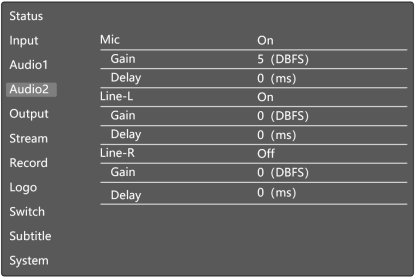 Status
Input
Audio1
Audio2
Output
Stream
Record
Logo
Switch
Subtitle
System
Mic On
Gain 5 (DBFS)
Delay 0 (ms)
Line-L On
Gain 0 (DBFS)
Delay 0 (ms)
Line-R Off
Gain 0 (DBFS)
Delay 0 (ms)